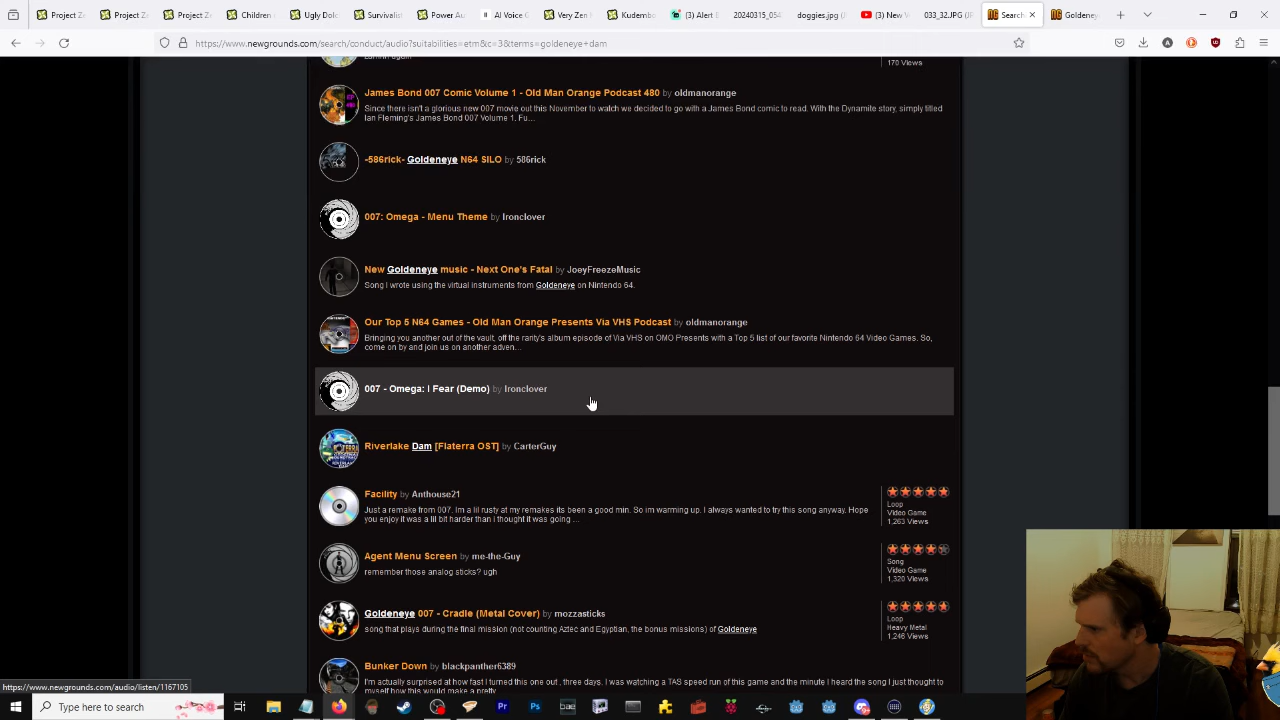 Project Z
Project Z
Project Ze
Children
Ugly Dolo
-Survivalis
Power Au
AI Voice G
Very Zen
Kudembo
(3) Alert B
20240315_054
doggies.jpg (
(3) New
033_32.JPG (JP
Search
Goldeney
https://www.newgrounds.com/search/conduct/audio?suitabilities=etm&c=3&terms=goldeneye+dam
170 Views
James Bond 007 Comic Volume 1 - Old Man Orange Podcast 480 by oldmanorange
Since there isn't a glorious new 007 movie out this November to watch we decided to go with a James Bond comic to read. With the Dynamite story, simply titled
Ian Fleming's James Bond 007 Volume 1. Fu...
-586rick- Goldeneye N64 SILO by 586rick
007: Omega - Menu Theme by Ironclover
New Goldeneye music - Next One's Fatal by JoeyFreezeMusic
Song I wrote using the virtual instruments from Goldeneye on Nintendo 64.
Our Top 5 N64 Games - Old Man Orange Presents Via VHS Podcast by oldmanorange
Bringing you another out of the vault, off the rarity's album episode of Via VHS on OMO Presents with a Top 5 list of our favorite Nintendo 64 Video Games. So,
come on by and join us on another adven...
007 - Omega: I Fear (Demo) by Ironclover
Riverlake Dam [Flaterra OST] by CarterGuy
Facility by Anthouse21
Just a remake from 007. Im a lil rusty at my remakes its been a good min. So im warming up. I always wanted to try this song anyway. Hope
you enjoy it was a lil bit harder than i thought it was going ...
Loop
Video Game
1,263 Views
Agent Menu Screen by me-the-Guy
remember those analog sticks? ugh
Song
Video Game
1,320 Views
Goldeneye 007 - Cradle (Metal Cover) by mozzasticks
song that plays during the final mission (not counting Aztec and Egyptian, the bonus missions) of Goldeneye
Loop
Heavy Metal
1,246 Views
Bunker Down by blackpanther6389
I'm actually surprised at how fast I turned this one out , three days. I was watching a TAS speed run of this game and the minute I heard the song I just thought to
myself how this would make a pretty
https://www.newgrounds.com/audio/listen/1167105
Type here to search